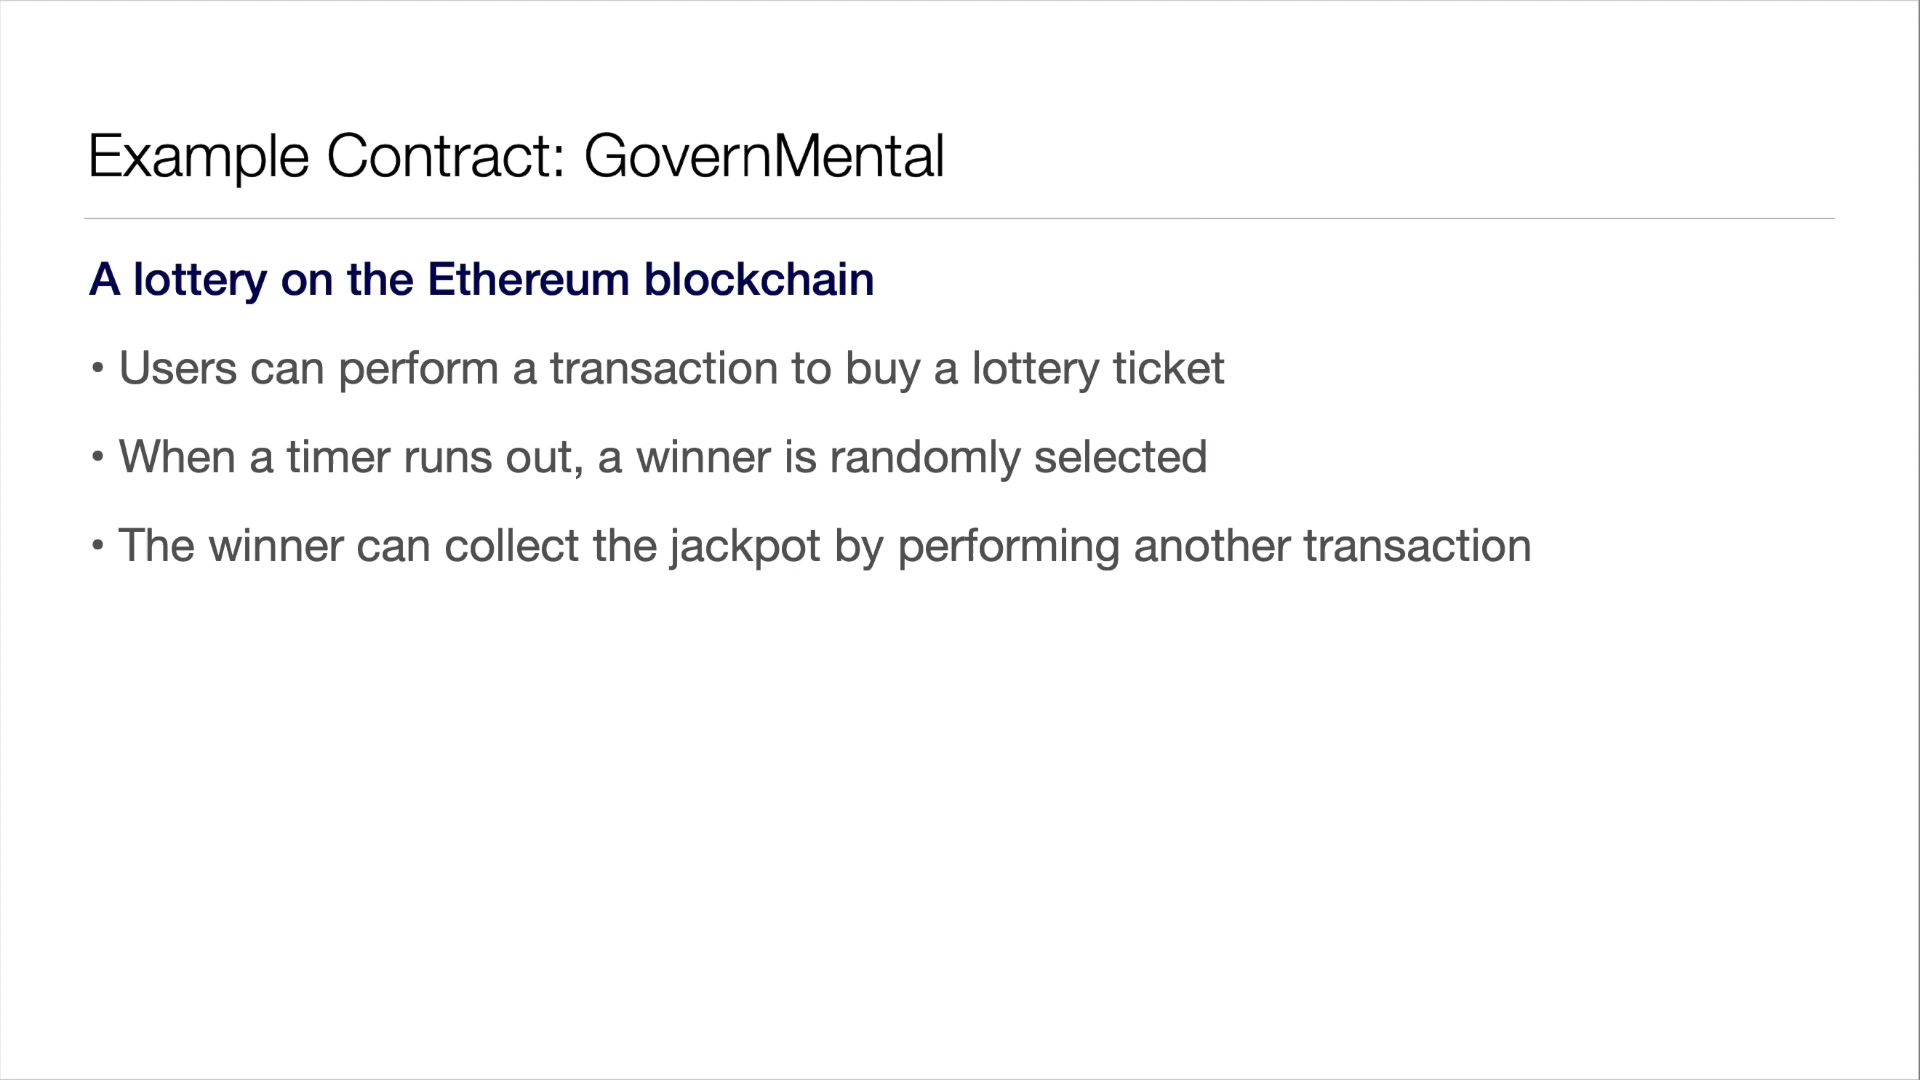 Example Contract: GovernMental
A lottery on the Ethereum blockchain
• Users can perform a transaction to buy a lottery ticket
• When a timer runs out, a winner is randomly selected
• The winner can collect the jackpot by performing another transaction